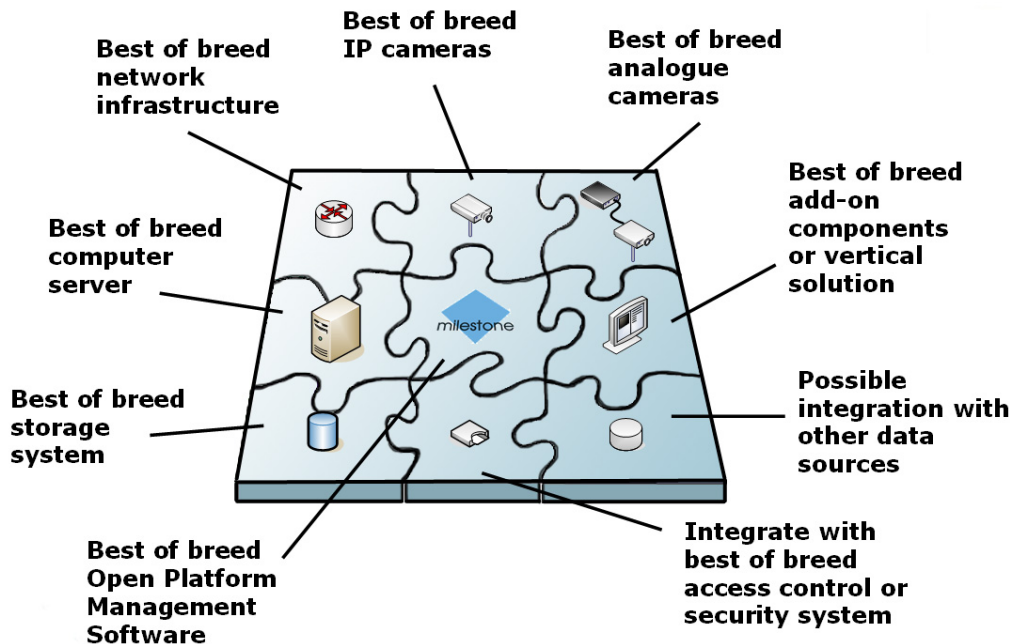 Best of breed
network
infrastructure
Best of breed
IP cameras
Best of breed
analogue
cameras
Best of breed
add-on
components
or vertical
solution
Best of breed
computer
server
milestone
Best of breed
storage
system
Possible
integration with
other data
sources
Best of breed
Open Platform
Management
Software
Integrate with
best of breed
access control or
security system